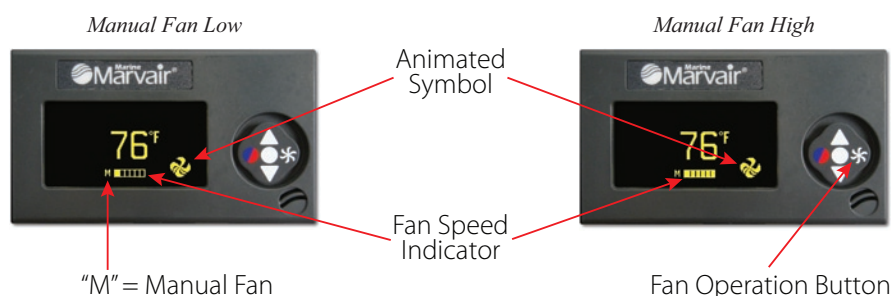 Manual Fan Low
Manual Fan High
Marine
Marvair®
76°F
M
Marine
Marvair®
76°F
M
Animated
Symbol
Fan Speed
Indicator
"M" = Manual Fan
Fan Operation Button